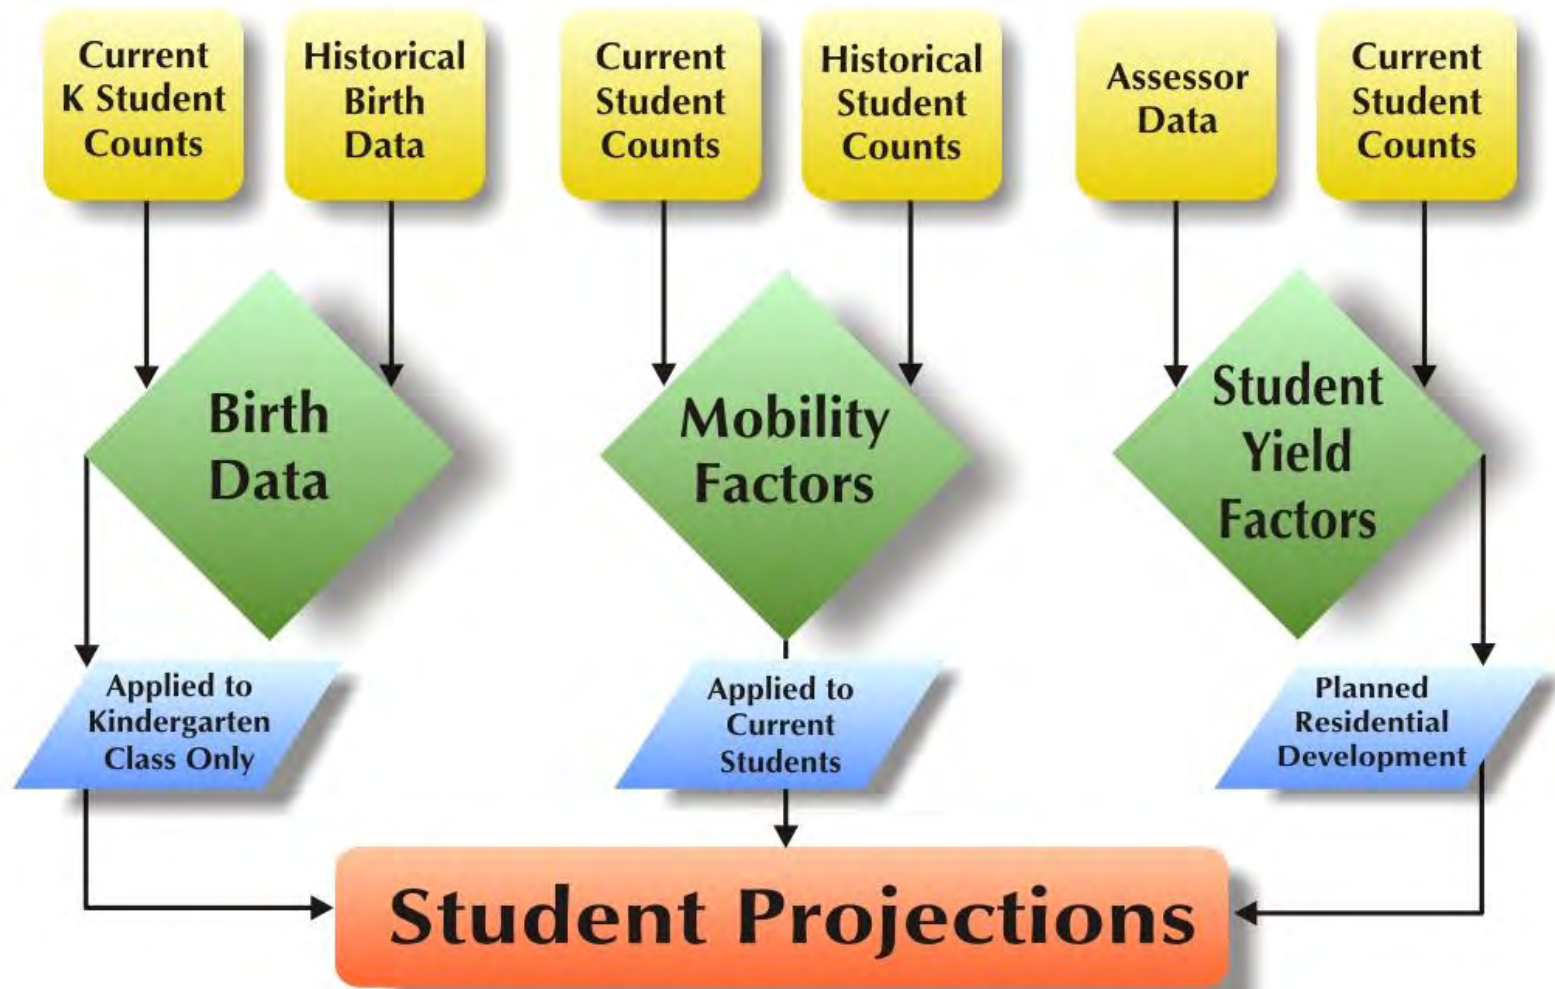 Current
K Student
Counts
Historical
Birth
Data
Current
Student
Counts
Historical
Student
Counts
Assessor
Data
Current
Student
Counts
Birth
Data
Mobility
Factors
Student
Yield
Factors
Applied to
Kindergarten
Class Only
Applied to
Current
Students
Planned
Residential
Development
Student Projections